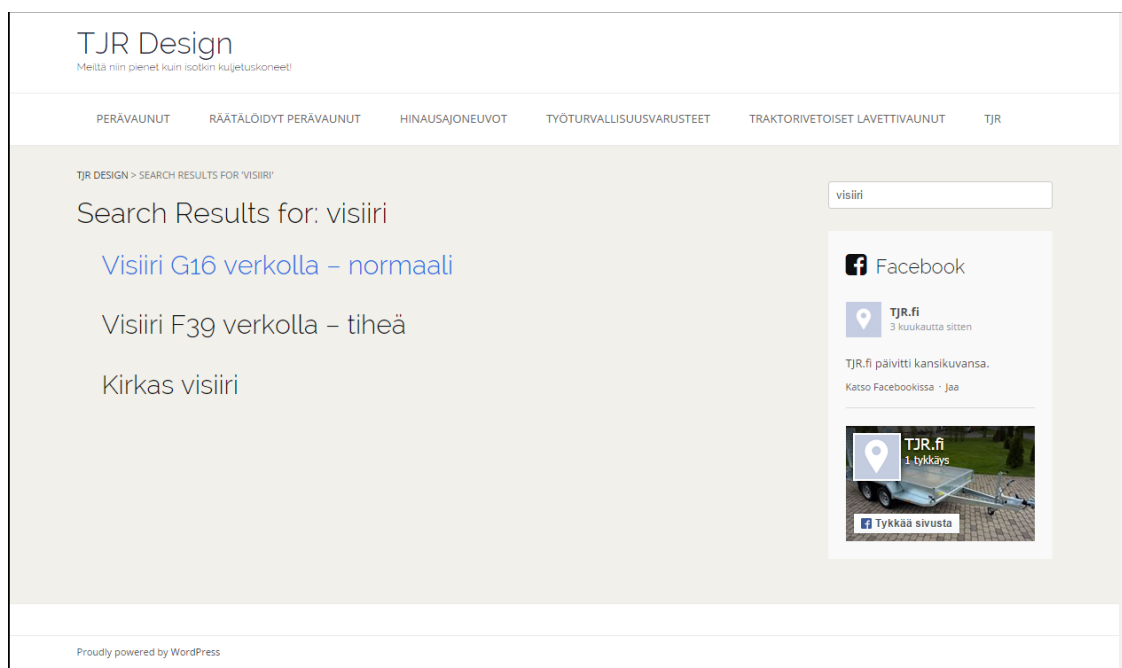 TJR Design
Meiltä niin pienet kuin isotkin kuljetuskoneet!
PERÄVAUNUT RÄÄTÄLÖIDYT PERÄVAUNUT HINAUSAJONEUVOT TYÖTURVALLISUUSVARUSTEET TRAKTORIVETOISET LAVETTIVAUNUT TJR
TJR DESIGN > SEARCH RESULTS FOR 'VISIIRI'
Search Results for: visiiri
Visiiri G16 verkolla – normaali
Visiiri F39 verkolla – tiheä
Kirkas visiiri
visiiri
Facebook
TJR.fi
3 kuukautta sitten
TJR.fi päivitti kansikuvansa.
Katso Facebookissa · Jaa
TJR.fi
1 tykkäys
Tykkää sivusta
Proudly powered by WordPress